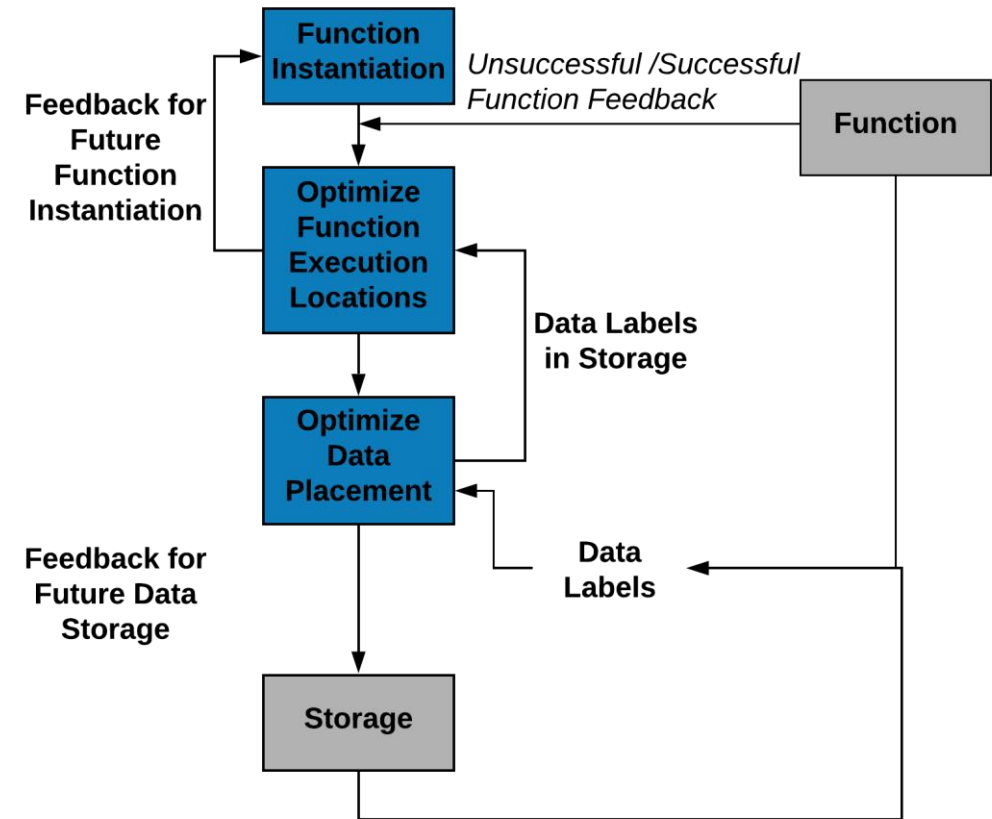 Function
Instantiation
Unsuccessful /Successful
Function Feedback
Function
Feedback for
Future
Function
Instantiation
Optimize
Function
Execution
Locations
Data Labels
in Storage
Optimize
Data
Placement
Feedback for
Future Data
Storage
Data
Labels
Storage